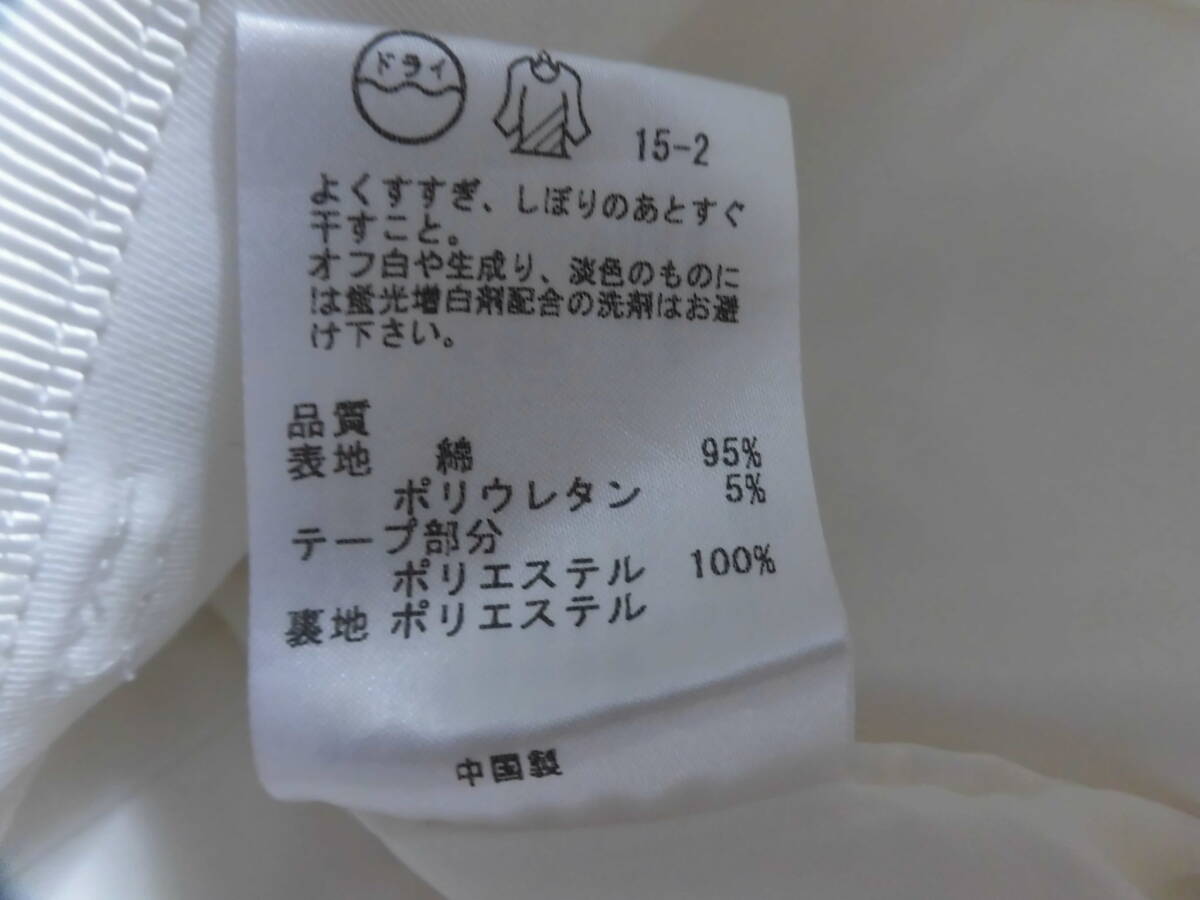 ドライ
15-2
よくすすぎ、しぼりのあとすぐ
干すこと。
オフ白や生成り、淡色のものに
は蛍光増白剤配合の洗剤はお避
け下さい。
品質
表地 綿 95%
ポリウレタン 5%
テープ部分
ポリエステル 100%
裏地 ポリエステル
中国製